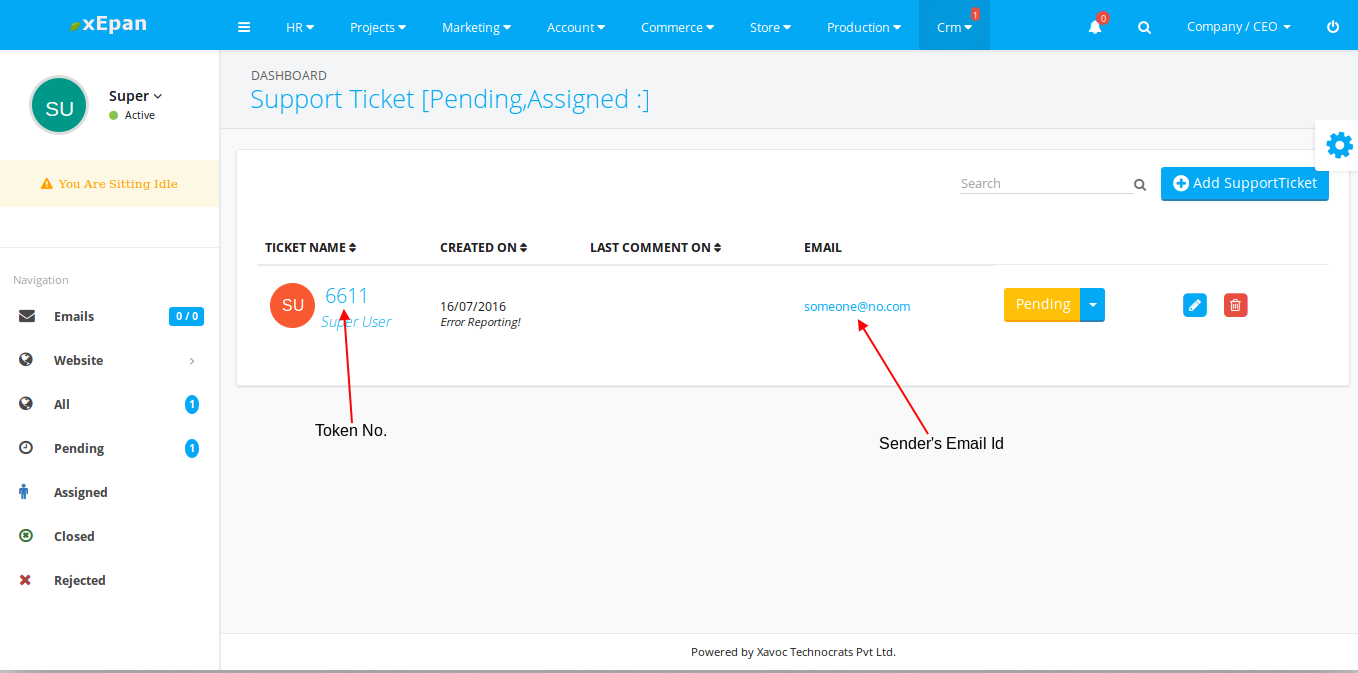 xEpan
HR
Projects
Marketing
Account
Commerce
Store
Production
Crm
1
0
Company / CEO
SU
Super
Active
You Are Sitting Idle
Navigation
Emails
0 / 0
Website
All
1
Pending
1
Assigned
Closed
Rejected
DASHBOARD
Support Ticket [Pending,Assigned :]
Search
Add SupportTicket
TICKET NAME
CREATED ON
LAST COMMENT ON
EMAIL
SU
6611
Super User
16/07/2016
Error Reporting!
someone@no.com
Pending
Token No.
Sender's Email Id
Powered by Xavoc Technocrats Pvt Ltd.